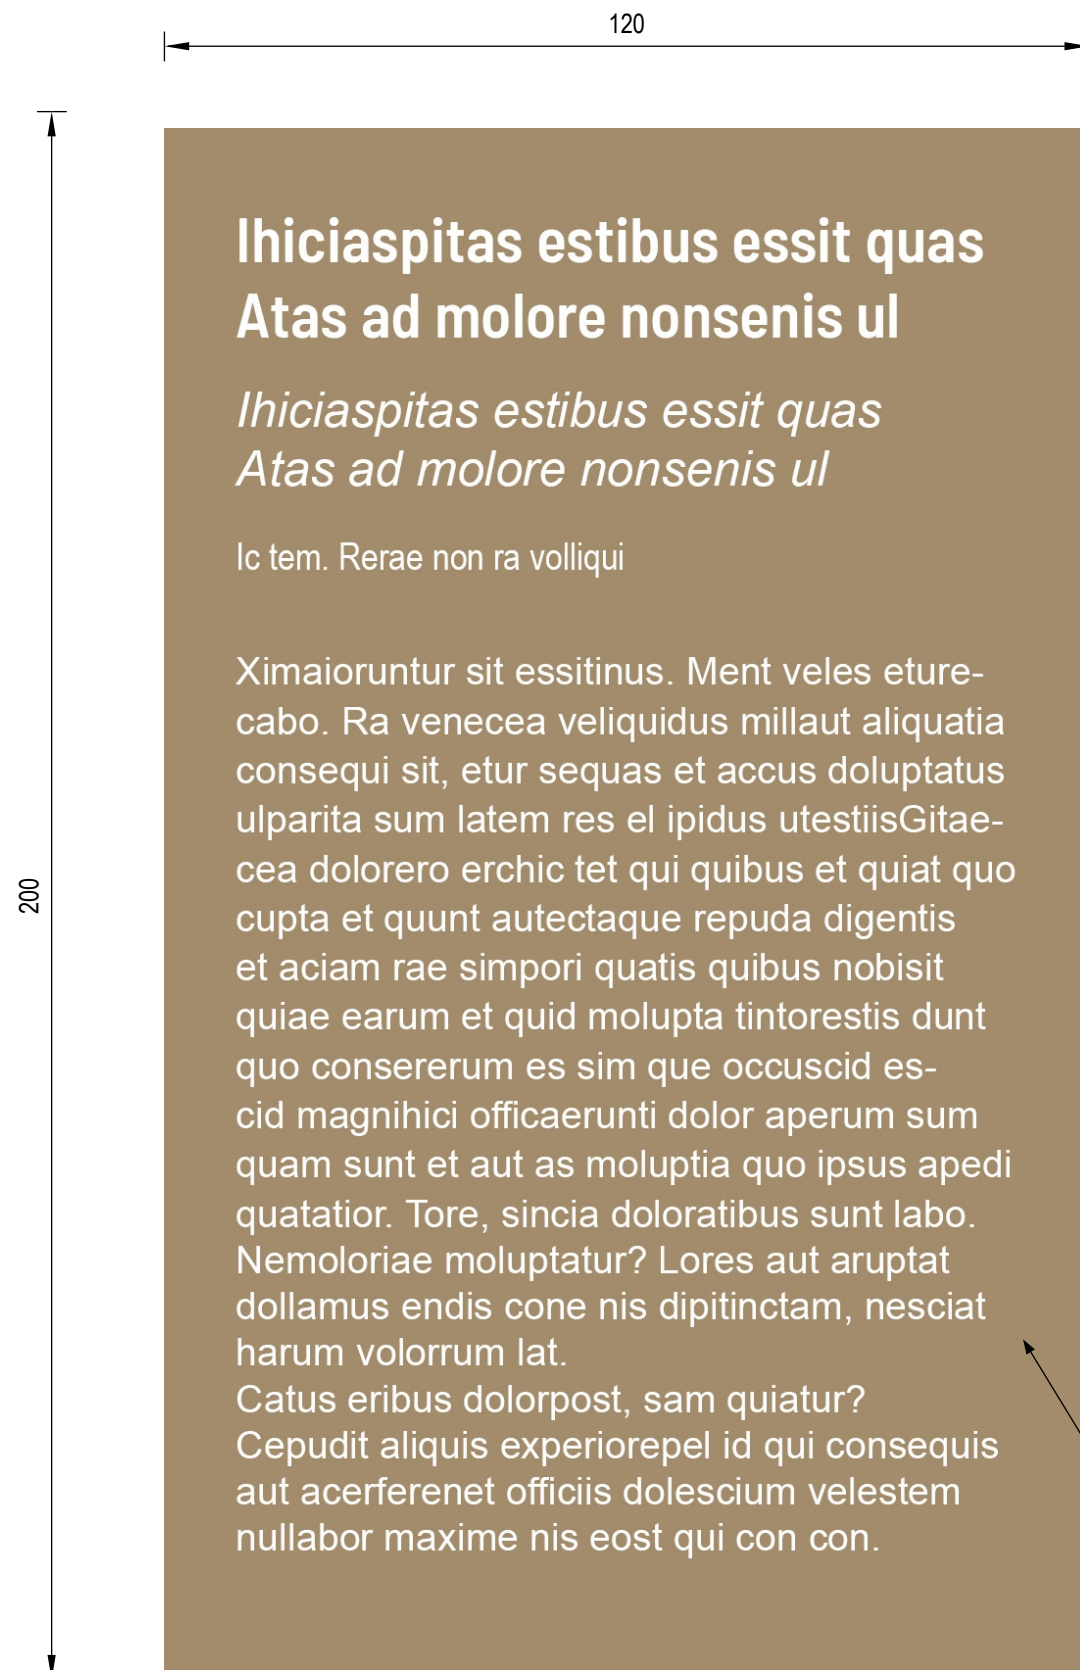 120
200
Ihiciaspitas estibus essit quas
Atas ad molore nonsenis ul
Ihiciaspitas estibus essit quas
Atas ad molore nonsenis ul
Ic tem. Rerae non ra volliqui
Ximaioruntur sit essitinus. Ment veles eture-
cabo. Ra venecea veliquidus millaut aliquatia
consequi sit, etur sequas et accus doluptatus
ulparita sum latem res el ipidus utestiisGitae-
cea dolorero erchic tet qui quibus et quiat quo
cupta et quunt autectaque repuda digentis
et aciam rae simpori quatis quibus nobisit
quiae earum et quid molupta tintorestis dunt
quo consererum es sim que occuscid es-
cid magnihici officaerunti dolor aperum sum
quam sunt et aut as moluptia quo ipsus apedi
quatatior. Tore, sincia doloratibus sunt labo.
Nemoloriae moluptatur? Lores aut aruptat
dollamus endis cone nis dipitinctam, nesciat
harum volorrum lat.
Catus eribus dolorpost, sam quiatur?
Cepudit aliquis experiorepel id qui consequis
aut acerferenet officiis dolescium velestem
nullabor maxime nis eost qui con con.